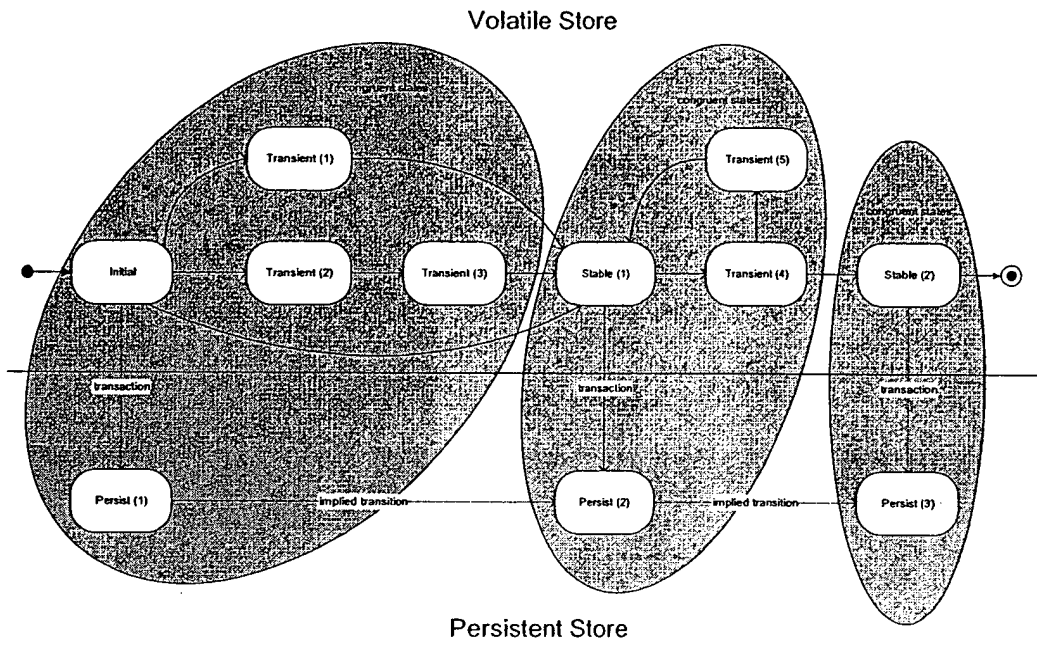 Volatile Store
congruent states
congruent states
Transient (1)
Transient (5)
congruent states
Initial
Transient (2)
Transient (3)
Stable (1)
Transient (4)
Stable (2)
transaction
transaction
transaction
Persist (1)
implied transition
Persist (2)
implied transition
Persist (3)
Persistent Store